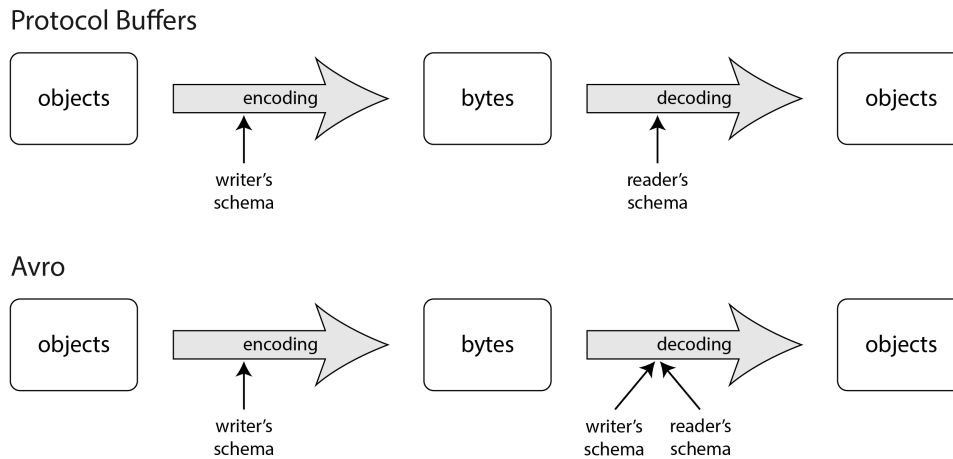 Protocol Buffers
objects
encoding
bytes
decoding
objects
writer’s
schema
reader’s
schema
Avro
objects
encoding
bytes
decoding
objects
writer’s
schema
writer’s
schema
reader’s
schema